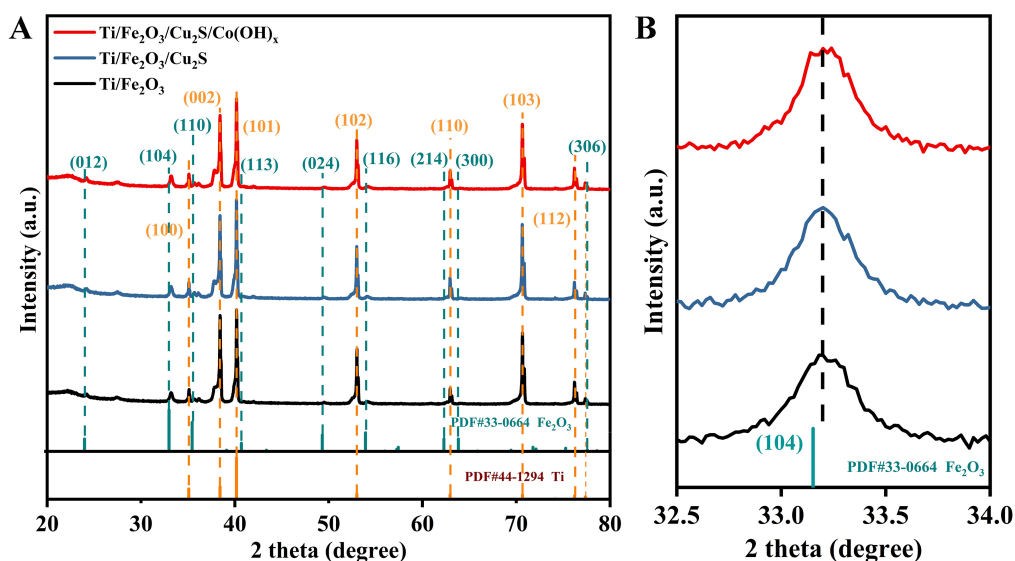 A
Ti/Fe₂O₃/Cu₂S/Co(OH)ₓ
Ti/Fe₂O₃/Cu₂S
Ti/Fe₂O₃
(002)
(103)
(110)
(101)
(102)
(110)
(306)
(012)
(104)
(113)
(024)
(116)
(214)
(300)
(100)
(112)
PDF#33-0664 Fe₂O₃
PDF#44-1294 Ti
Intensity (a.u.)
20 30 40 50 60 70 80
2 theta (degree)
B
(104)
PDF#33-0664 Fe₂O₃
Intensity (a.u.)
32.5 33.0 33.5 34.0
2 theta (degree)